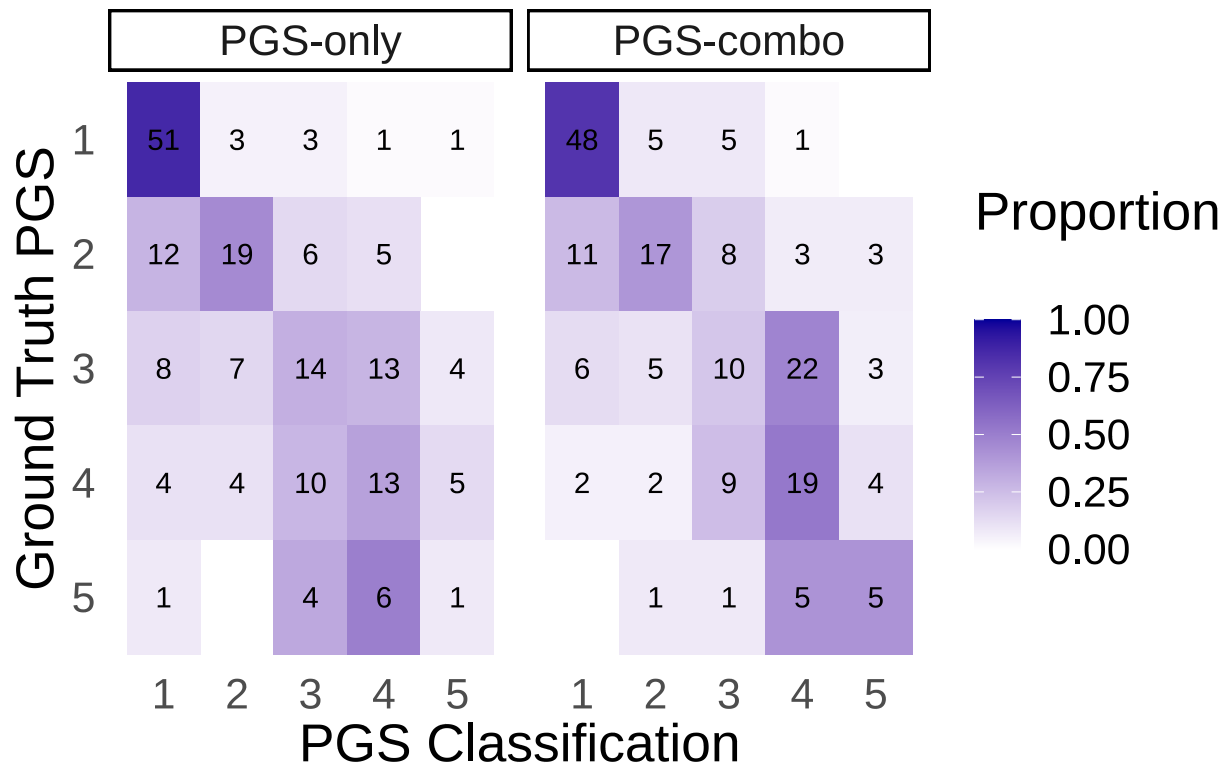 PGS-only PGS-combo
1 51 3 3 1 1 48 5 5 1
2 12 19 6 5 11 17 8 3 3
3 8 7 14 13 4 6 5 10 22 3
4 4 4 10 13 5 2 2 9 19 4
5 1 4 6 1 1 1 5 5
1 2 3 4 5 1 2 3 4 5
PGS Classification
Ground Truth PGS
Proportion
1.00
0.75
0.50
0.25
0.00